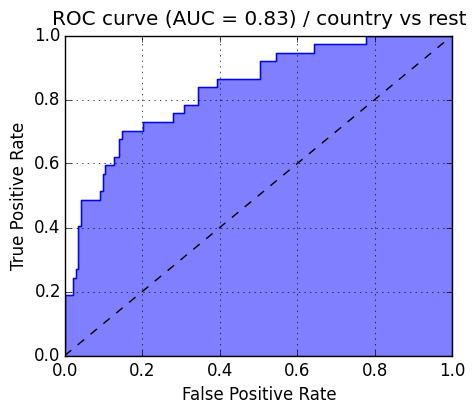 ROC curve (AUC = 0.83) / country vs rest
1.0
0.8
0.6
0.4
0.2
0.0
True Positive Rate
0.0 0.2 0.4 0.6 0.8 1.0
False Positive Rate